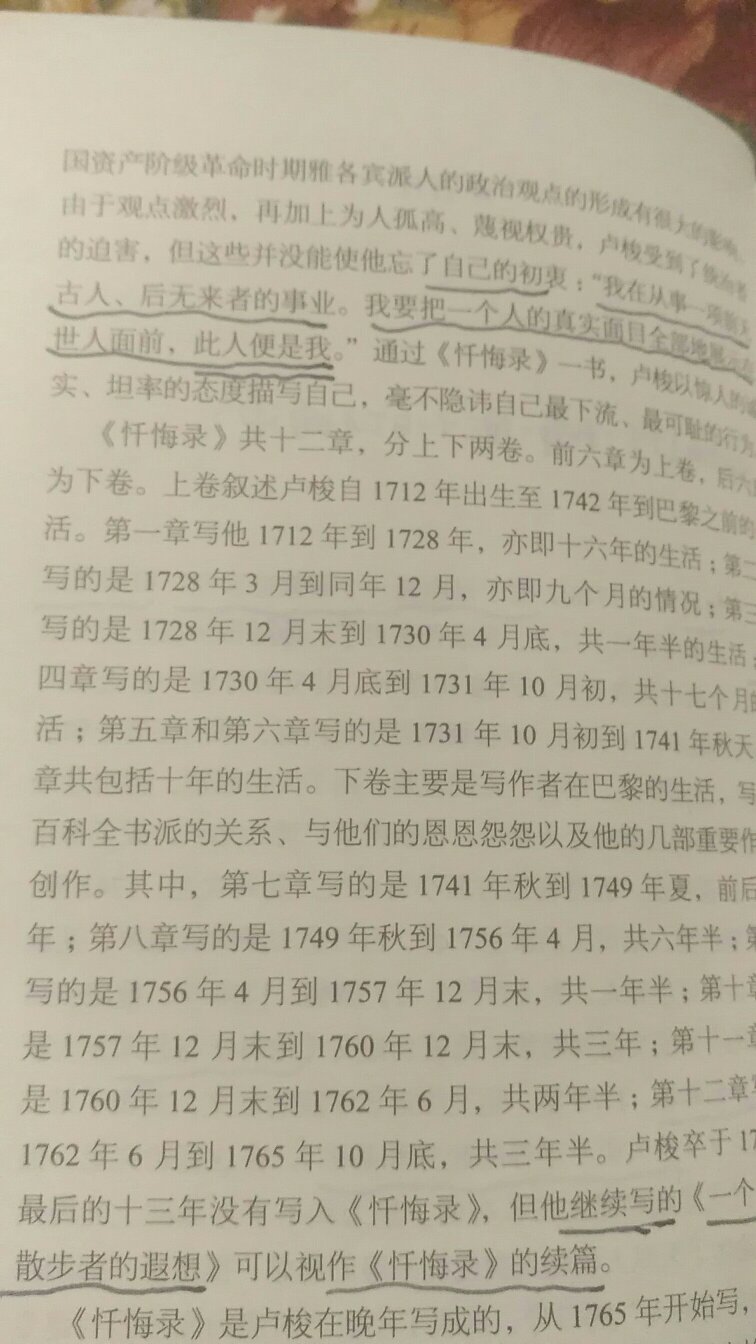 国资产阶级革命时期雅各宾派人的政治观点的形成有很大的影响。
由于观点激烈，再加上为人孤高、蔑视权贵，卢梭受到了
的迫害，但这些并没能使他忘了自己的初衷：“我在从事一项前无
古人、后无来者的事业。我要把一个人的真实面目全部地展示在
世人面前，此人便是我。”通过《忏悔录》一书，卢梭以惊人的
实、坦率的态度描写自己，毫不隐讳自己最下流、最可耻的行为
《忏悔录》共十二章，分上下两卷。前六章为上卷，后六
为下卷。上卷叙述卢梭自1712年出生至1742年到巴黎之前的
活。第一章写他1712年到1728年，亦即十六年的生活；第二
写的是1728年3月到同年12月，亦即九个月的情况；第三
写的是1728年12月末到1730年4月底，共一年半的生活；
四章写的是1730年4月底到1731年10月初，共十七个月
活；第五章和第六章写的是1731年10月初到1741年秋天
章共包括十年的生活。下卷主要是写作者在巴黎的生活，写
百科全书派的关系、与他们的恩恩怨怨以及他的几部重要作
创作。其中，第七章写的是1741年秋到1749年夏，前后
年；第八章写的是1749年秋到1756年4月，共六年半；第
写的是1756年4月到1757年12月末，共一年半；第十章
是1757年12月末到1760年12月末，共三年；第十一章
是1760年12月末到1762年6月，共两年半；第十二章
1762年6月到1765年10月底，共三年半。卢梭卒于17
最后的十三年没有写入《忏悔录》，但他继续写的《一个
散步者的遐想》可以视作《忏悔录》的续篇。
《忏悔录》是卢梭在晚年写成的，从1765年开始写，